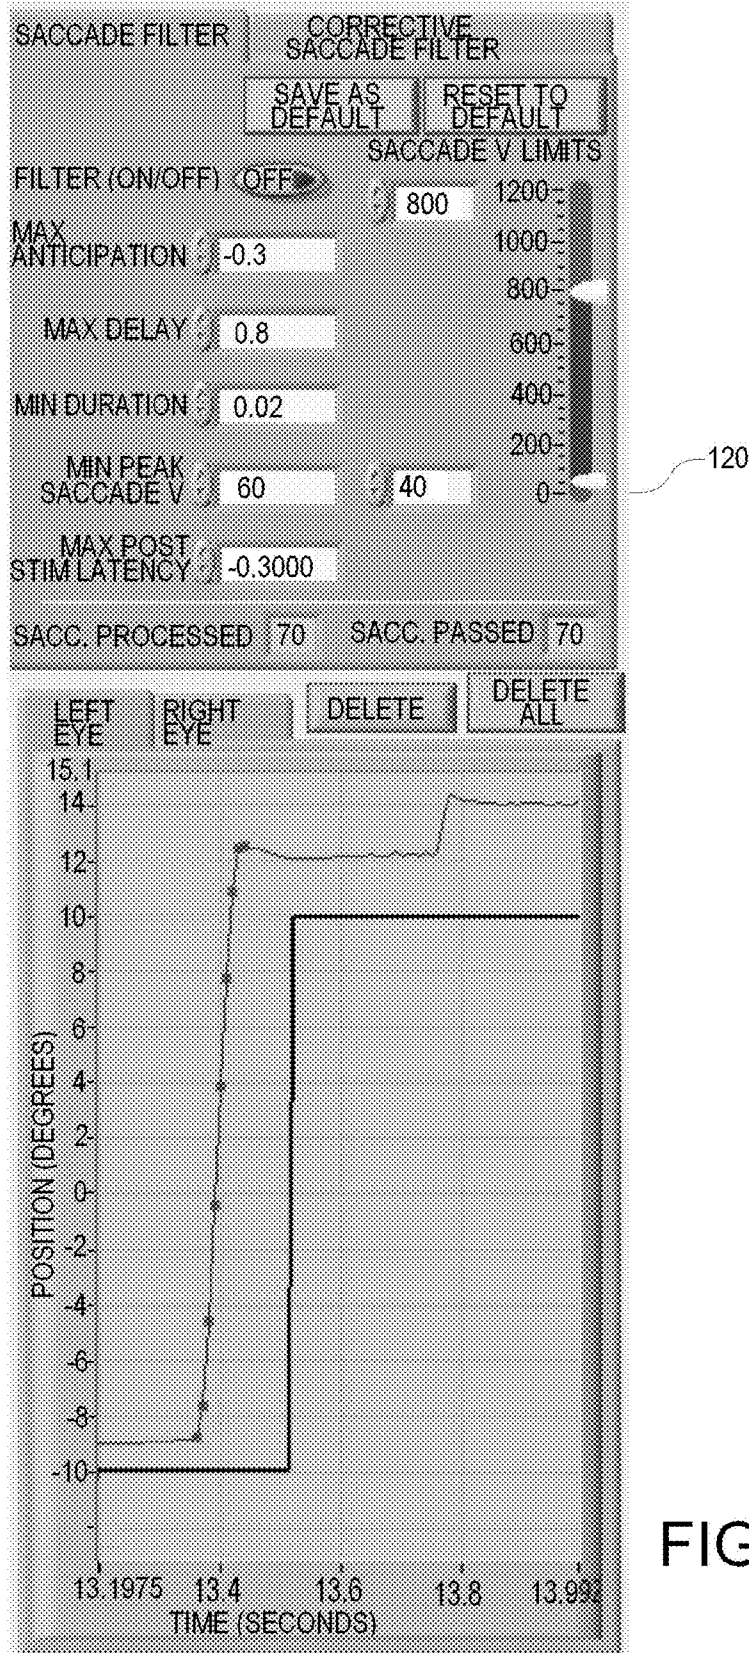 SACCADE FILTER
CORRECTIVE
SACCADE FILTER
SAVE AS
DEFAULT
RESET TO
DEFAULT
SACCADE V LIMITS
FILTER (ON/OFF)
OFF
800
1200
1000
800
600
400
200
0
MAX
ANTICIPATION
-0.3
MAX DELAY
0.8
MIN DURATION
0.02
MIN PEAK
SACCADE V
60
40
120
MAX POST
STIM LATENCY
-0.3000
SACC. PROCESSED 70
SACC. PASSED 70
LEFT
EYE
RIGHT
EYE
DELETE
DELETE
ALL
15.1
14
12
10
8
6
4
2
0
-2
-4
-6
-8
-10
POSITION (DEGREES)
13.1975 13.4 13.6 13.8 13.992
TIME (SECONDS)
FIG